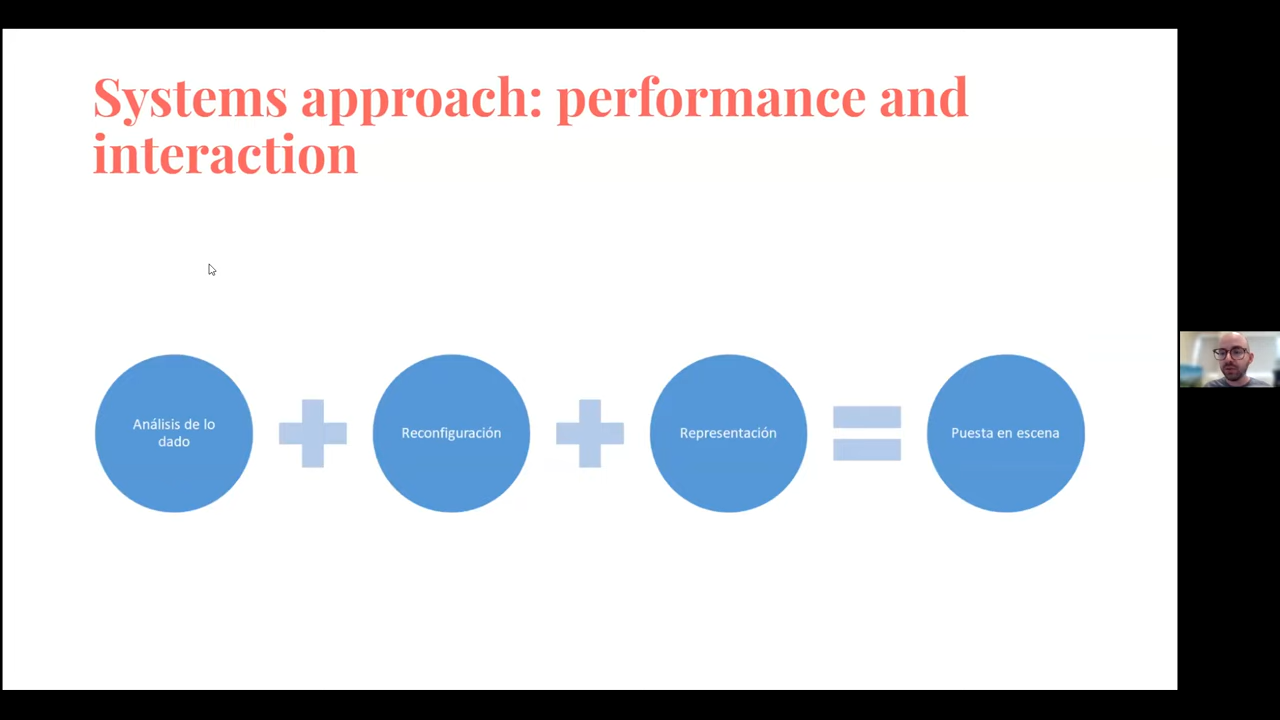 Systems approach: performance and
interaction
Análisis de lo
dado
Reconfiguración
Representación
Puesta en escena